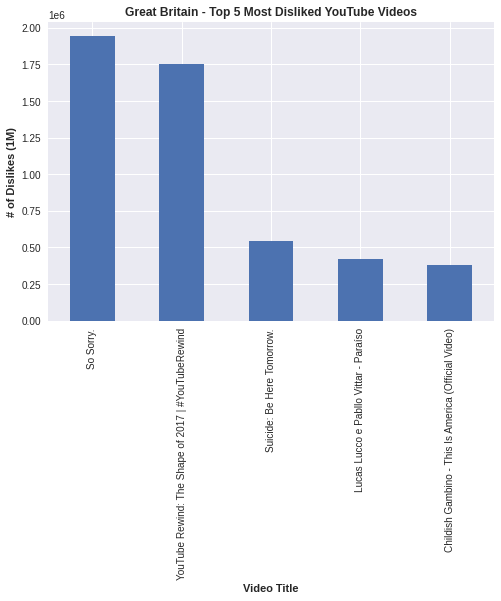 Great Britain - Top 5 Most Disliked YouTube Videos
1e6
2.00
1.75
1.50
1.25
1.00
0.75
0.50
0.25
0.00
# of Dislikes (1M)
So Sorry.
YouTube Rewind: The Shape of 2017 | #YouTubeRewind
Suicide: Be Here Tomorrow.
Lucas Lucco e Pabllo Vittar - Paraíso
Childish Gambino - This Is America (Official Video)
Video Title